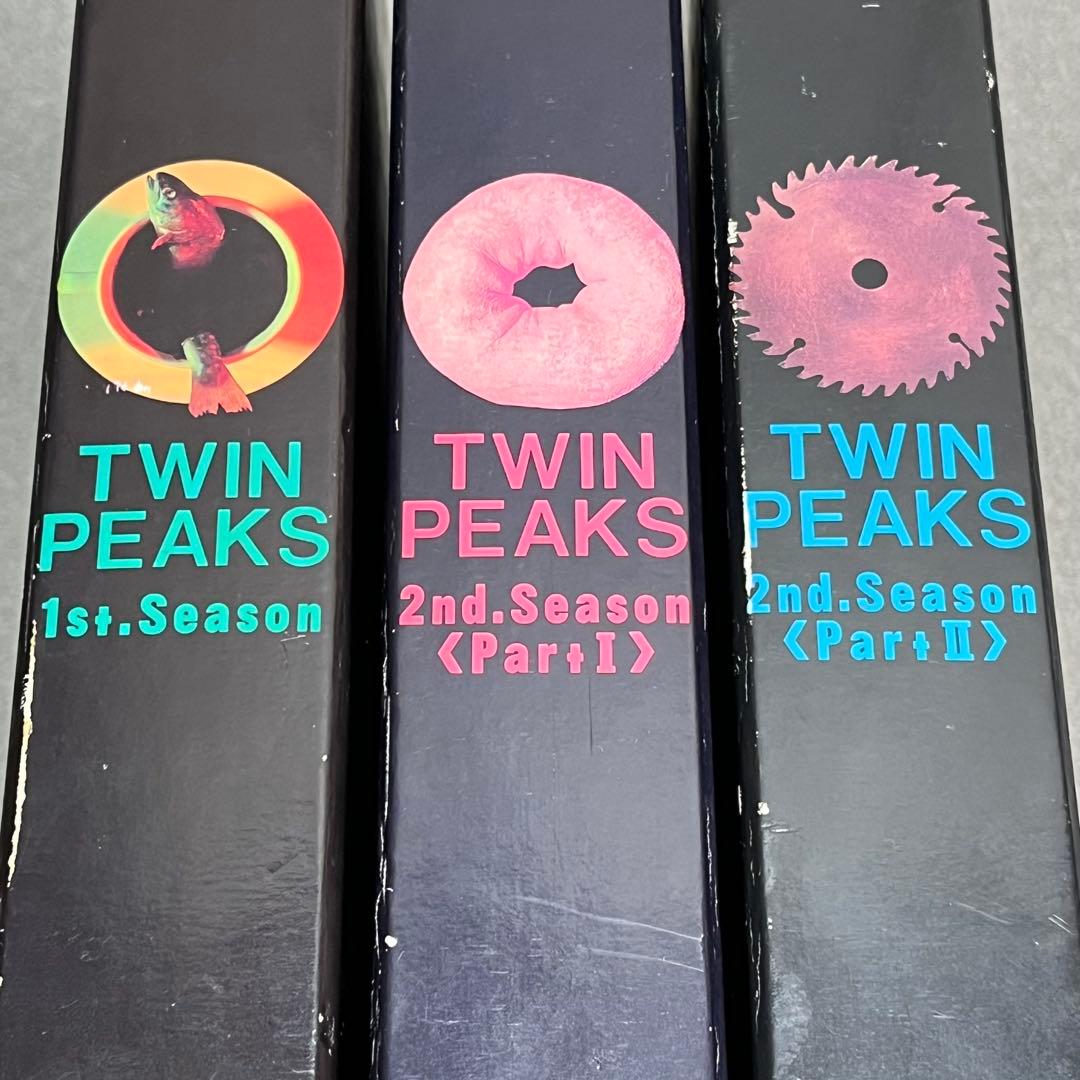 TWIN
PEAKS
1st.Season
TWIN
PEAKS
2nd.Season
〈PartⅠ〉
TWIN
PEAKS
2nd.Season
〈PartⅡ〉